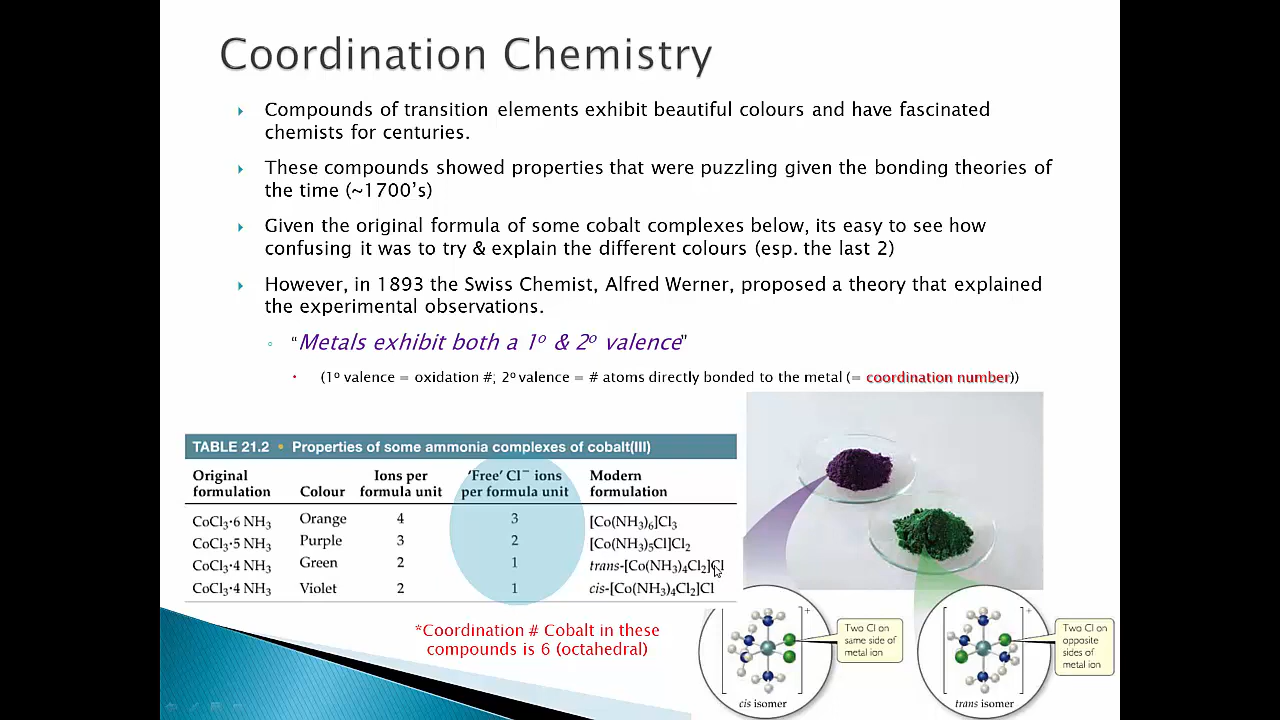 Coordination Chemistry
Compounds of transition elements exhibit beautiful colours and have fascinated
chemists for centuries.
These compounds showed properties that were puzzling given the bonding theories of
the time (~1700's)
Given the original formula of some cobalt complexes below, its easy to see how
confusing it was to try & explain the different colours (esp. the last 2)
However, in 1893 the Swiss Chemist, Alfred Werner, proposed a theory that explained
the experimental observations.
"Metals exhibit both a 1º & 2º valence"
(1º valence = oxidation #; 2º valence = # atoms directly bonded to the metal (= coordination number))
TABLE 21.2 • Properties of some ammonia complexes of cobalt(III)
Original formulation Colour Ions per formula unit 'Free' Cl⁻ ions per formula unit Modern formulation
CoCl₃·6 NH₃ Orange 4 3 [Co(NH₃)₆]Cl₃
CoCl₃·5 NH₃ Purple 3 2 [Co(NH₃)₅Cl]Cl₂
CoCl₃·4 NH₃ Green 2 1 trans-[Co(NH₃)₄Cl₂]Cl
CoCl₃·4 NH₃ Violet 2 1 cis-[Co(NH₃)₄Cl₂]Cl
*Coordination # Cobalt in these
compounds is 6 (octahedral)
+
Two Cl on
same side of
metal ion
cis isomer
+
Two Cl on
opposite
sides of
metal ion
trans isomer